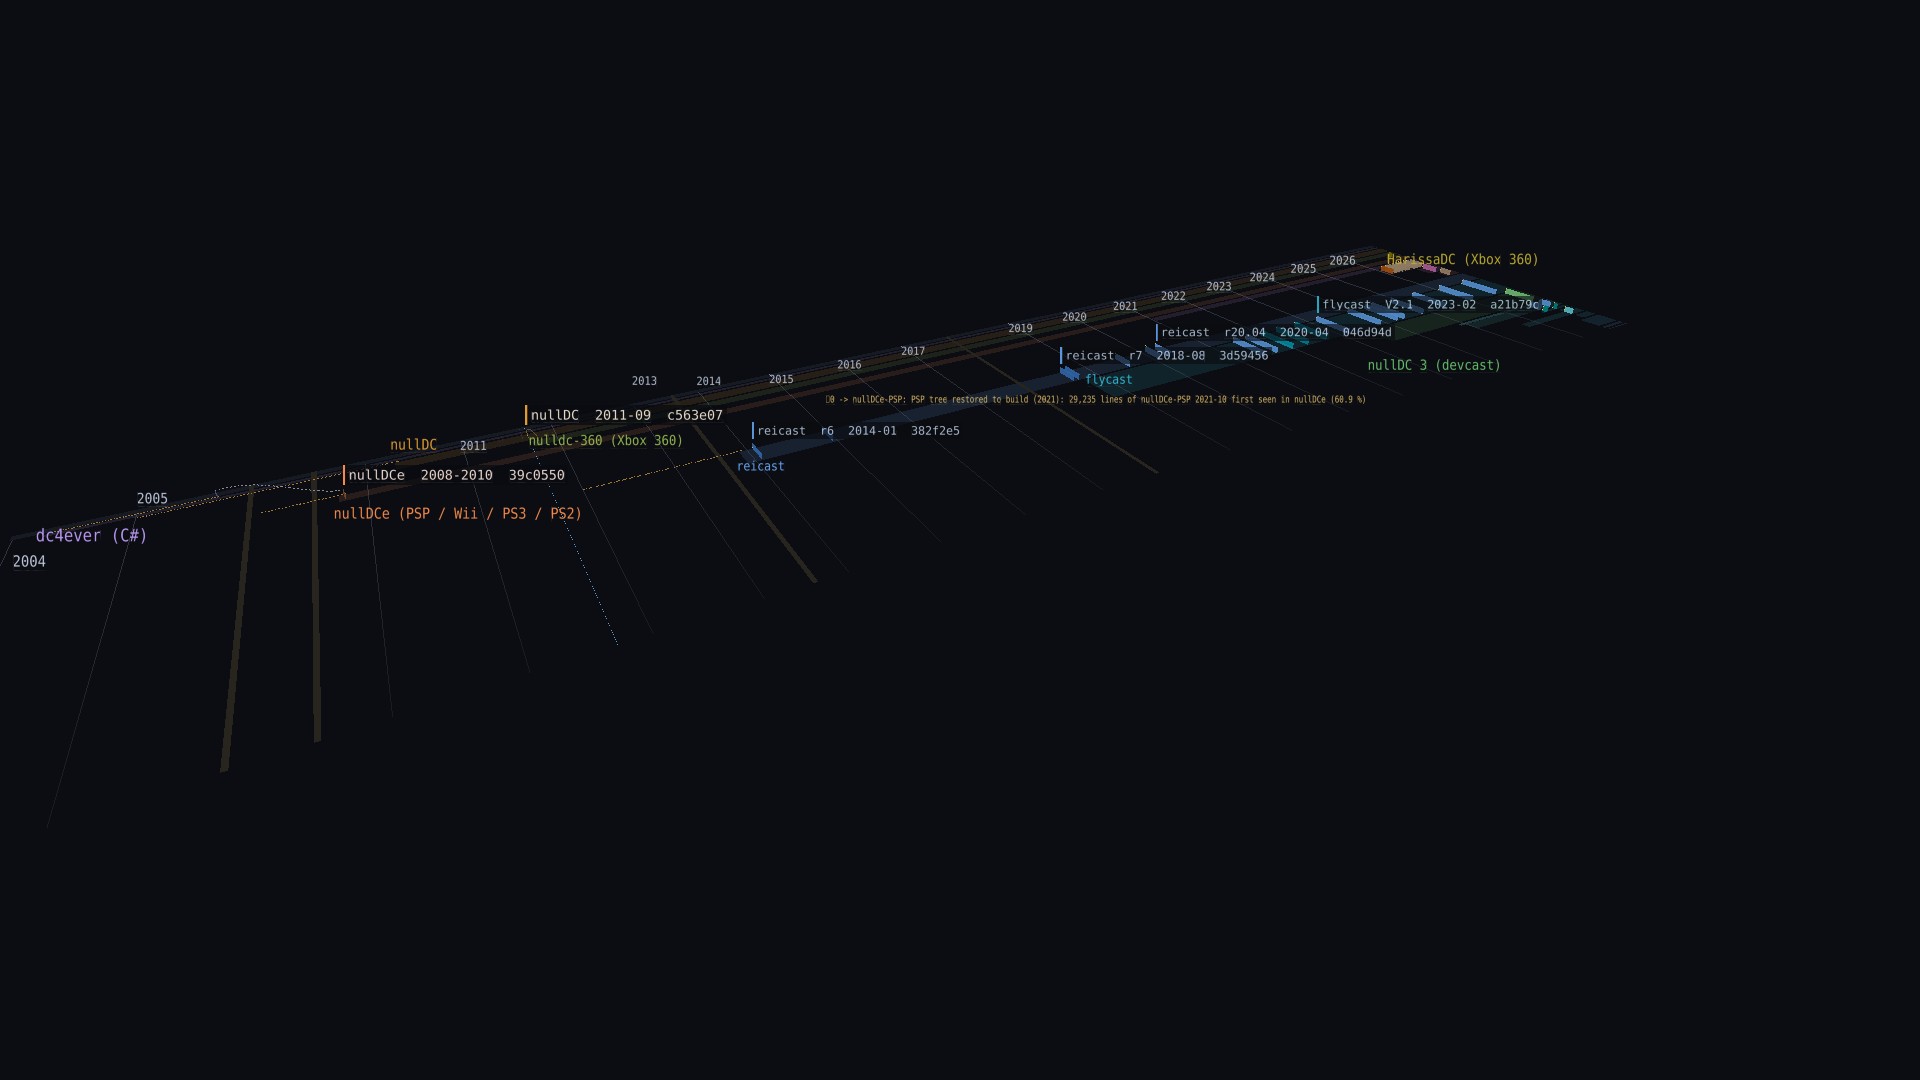 HarissaDC (Xbox 360)
2026
2025
2024
2023
2022
2021
2020
2019
2017
2016
2015
2014
2013
2011
2005
2004
flycast V2.1 2023-02 a21b79c
reicast r20.04 2020-04 046d94d
reicast r7 2018-08 3d59456
nullDC 3 (devcast)
flycast
0 -> nullDCe-PSP: PSP tree restored to build (2021): 29,235 lines of nullDCe-PSP 2021-10 first seen in nullDCe (60.9 %)
nullDC 2011-09 c563e07
reicast r6 2014-01 382f2e5
nulldc-360 (Xbox 360)
nullDC
reicast
nullDCe 2008-2010 39c0550
nullDCe (PSP / Wii / PS3 / PS2)
dc4ever (C#)